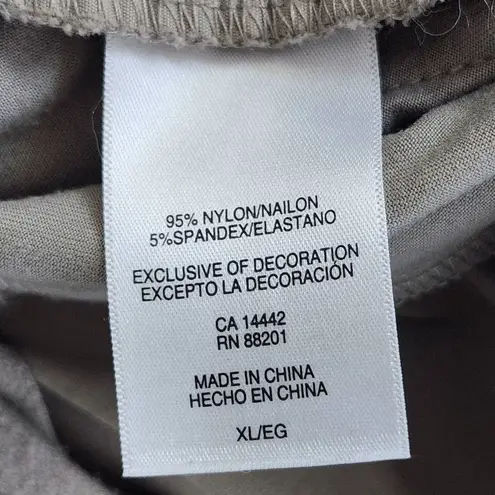 95% NYLON/NAILON
5%SPANDEX/ELASTANO
EXCLUSIVE OF DECORATION
EXCEPTO LA DECORACIÓN
CA 14442
RN 88201
MADE IN CHINA
HECHO EN CHINA
XL/EG